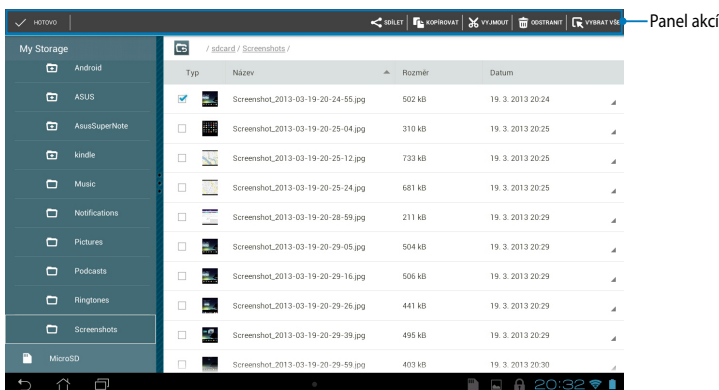 HOTOVO
SDÍLET KOPÍROVAT VYJMOUT ODSTRANIT VYBRAT VŠE
Panel akcí
My Storage
Android
ASUS
AsusSuperNote
kindle
Music
Notifications
Pictures
Podcasts
Ringtones
Screenshots
MicroSD
/ sdcard / Screenshots /
Typ Název Rozměr Datum
Screenshot_2013-03-19-20-24-55.jpg 502 kB 19. 3. 2013 20:24
Screenshot_2013-03-19-20-25-04.jpg 310 kB 19. 3. 2013 20:25
Screenshot_2013-03-19-20-25-12.jpg 733 kB 19. 3. 2013 20:25
Screenshot_2013-03-19-20-25-24.jpg 681 kB 19. 3. 2013 20:25
Screenshot_2013-03-19-20-28-59.jpg 211 kB 19. 3. 2013 20:29
Screenshot_2013-03-19-20-29-05.jpg 504 kB 19. 3. 2013 20:29
Screenshot_2013-03-19-20-29-16.jpg 506 kB 19. 3. 2013 20:29
Screenshot_2013-03-19-20-29-26.jpg 441 kB 19. 3. 2013 20:29
Screenshot_2013-03-19-20-29-39.jpg 495 kB 19. 3. 2013 20:29
Screenshot_2013-03-19-20-29-59.jpg 403 kB 19. 3. 2013 20:30
20:32